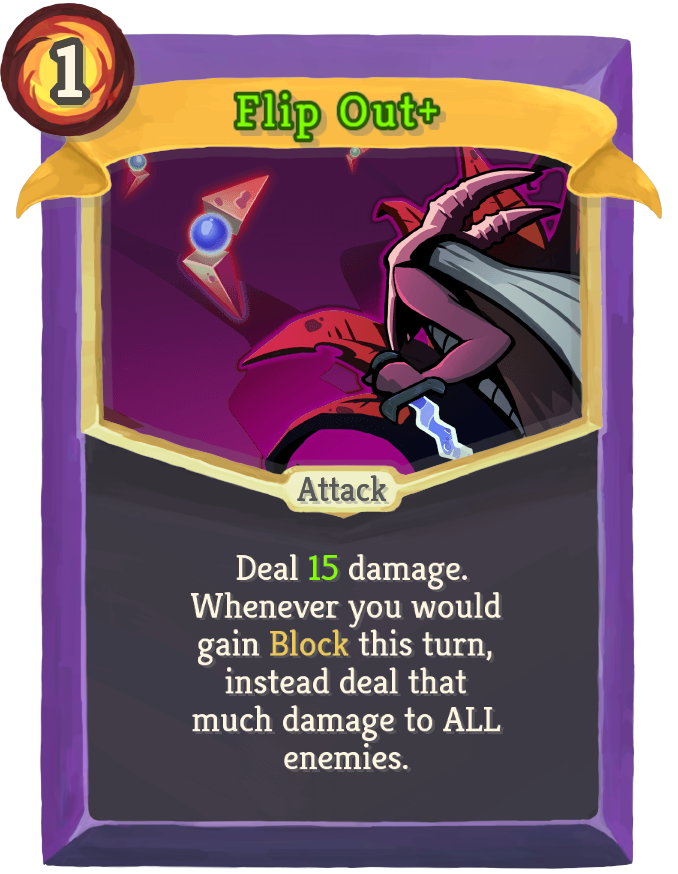 1
Flip Out+
Attack
Deal 15 damage.
Whenever you would
gain Block this turn,
instead deal that
much damage to ALL
enemies.